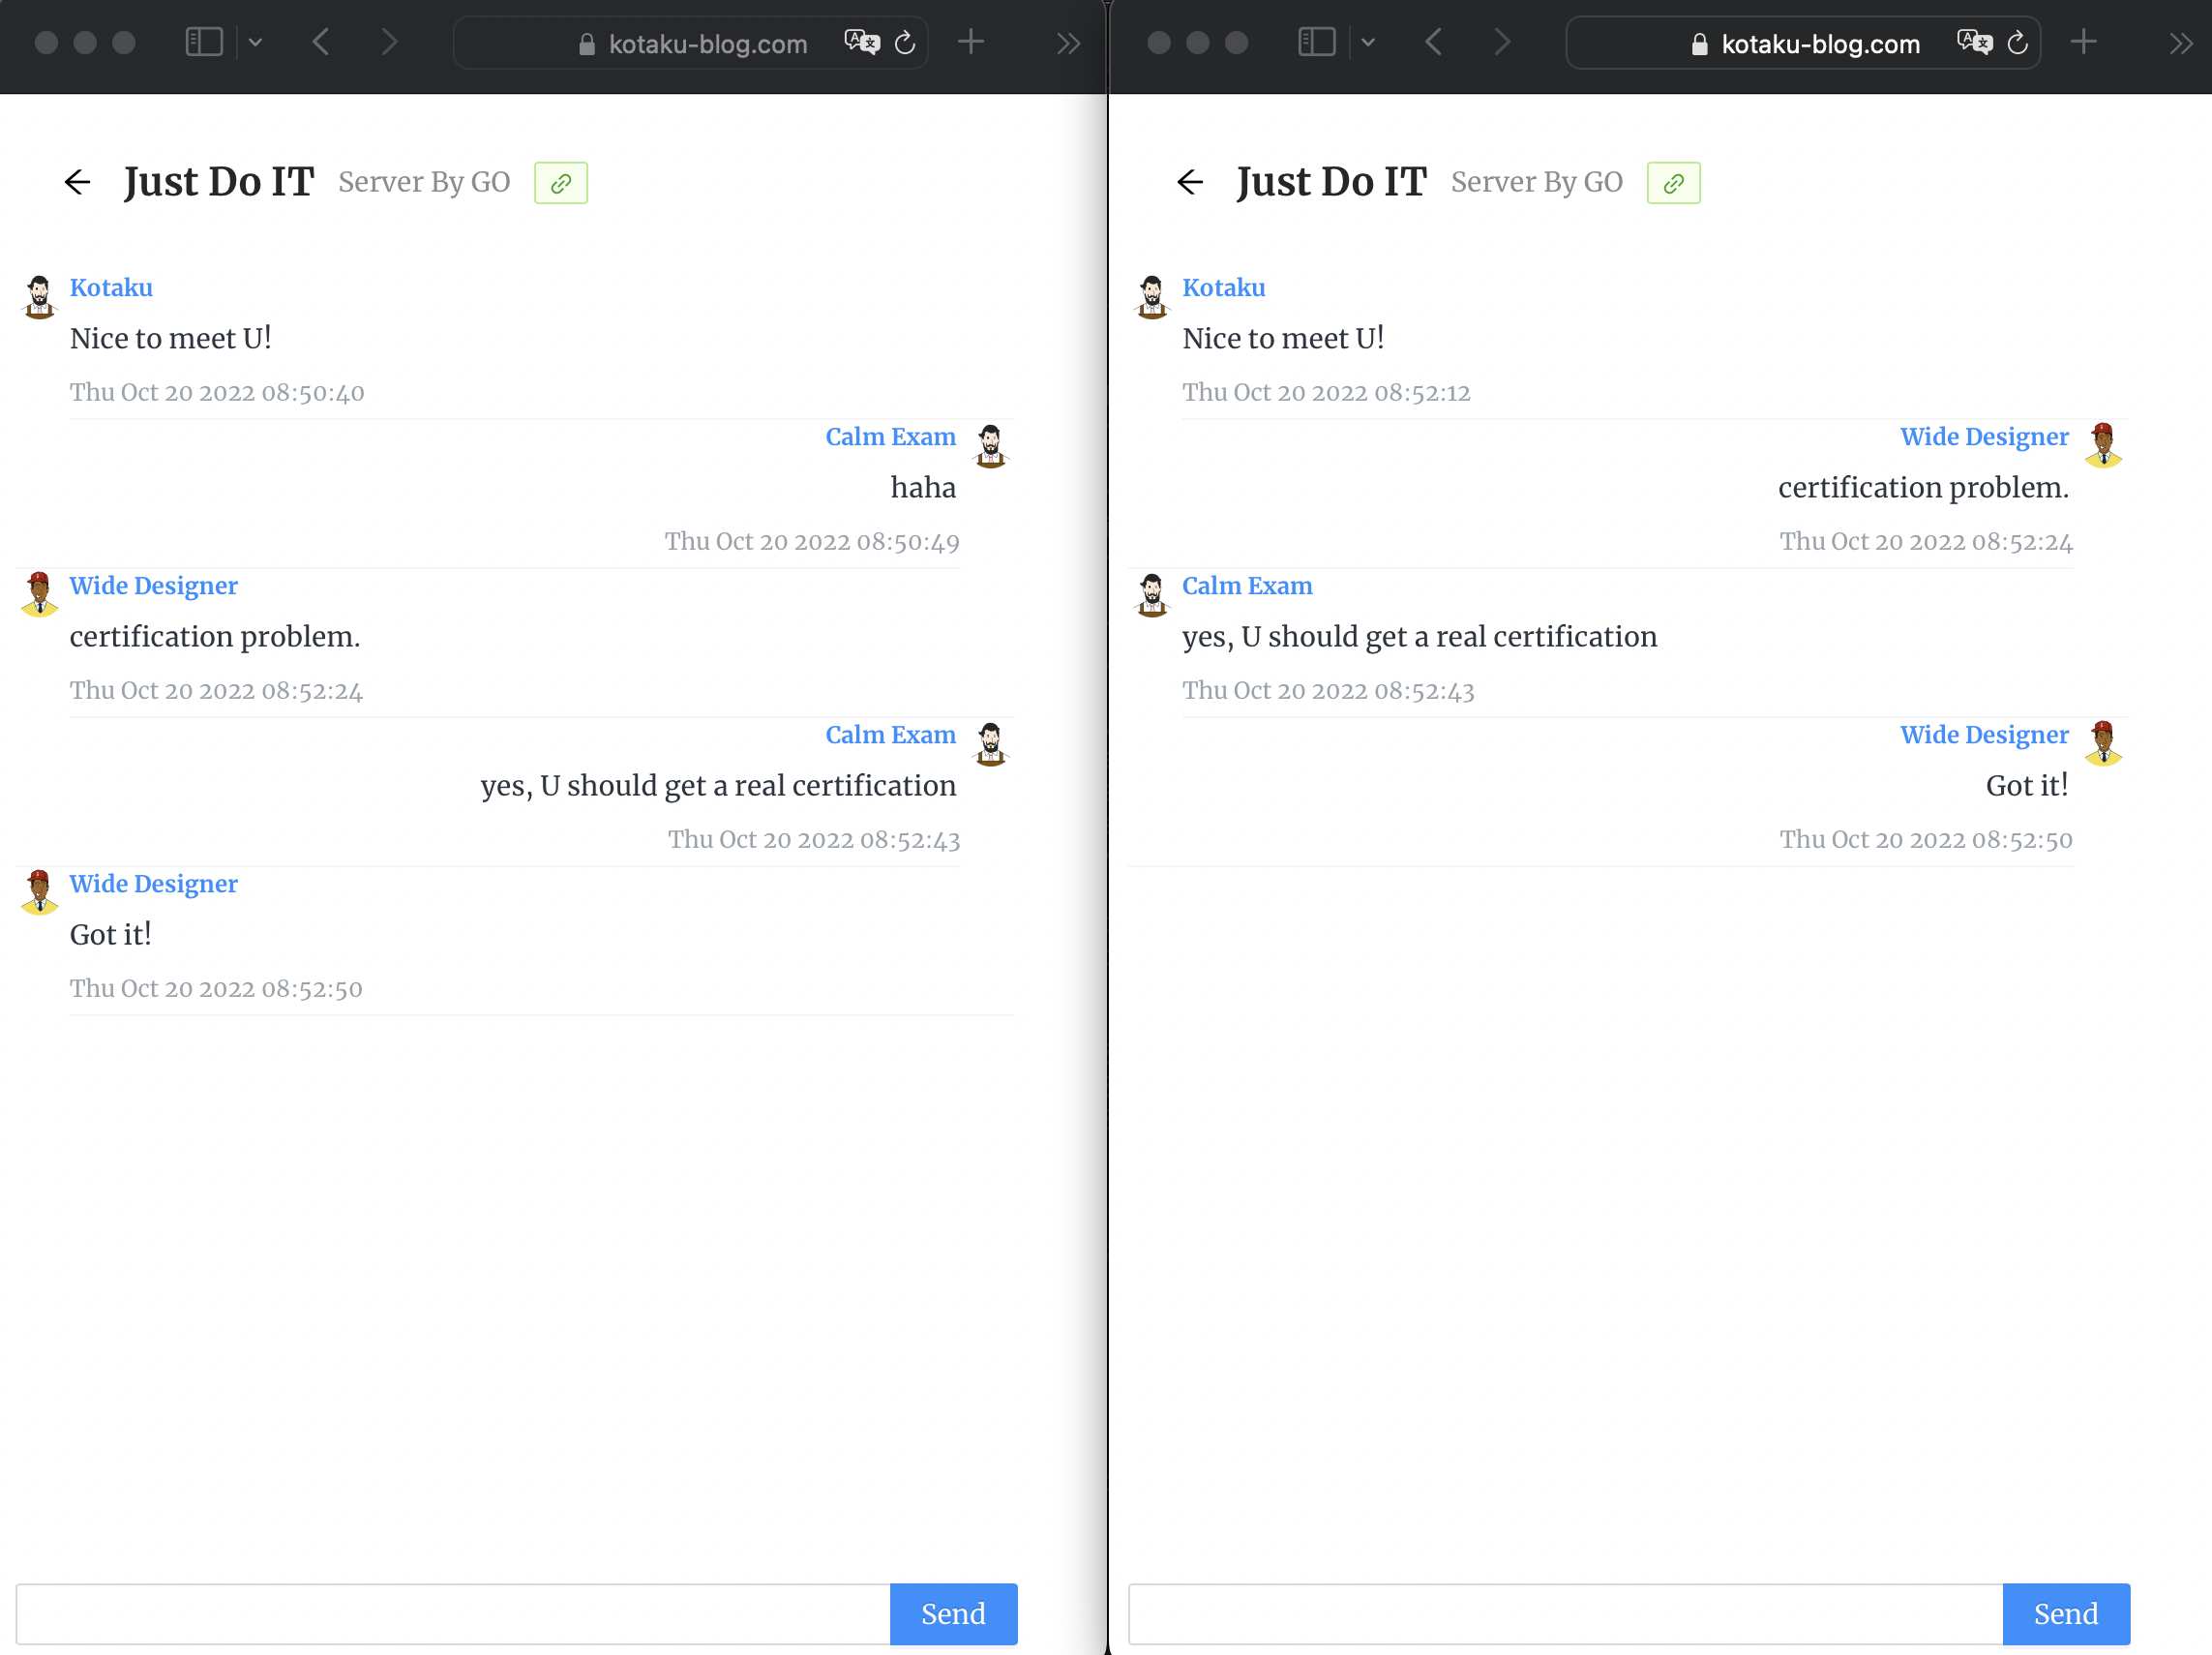 kotaku-blog.com
Just Do IT Server By GO
Kotaku
Nice to meet U!
Thu Oct 20 2022 08:50:40
Calm Exam
haha
Thu Oct 20 2022 08:50:49
Wide Designer
certification problem.
Thu Oct 20 2022 08:52:24
Calm Exam
yes, U should get a real certification
Thu Oct 20 2022 08:52:43
Wide Designer
Got it!
Thu Oct 20 2022 08:52:50
Send
kotaku-blog.com
Just Do IT Server By GO
Kotaku
Nice to meet U!
Thu Oct 20 2022 08:52:12
Wide Designer
certification problem.
Thu Oct 20 2022 08:52:24
Calm Exam
yes, U should get a real certification
Thu Oct 20 2022 08:52:43
Wide Designer
Got it!
Thu Oct 20 2022 08:52:50
Send